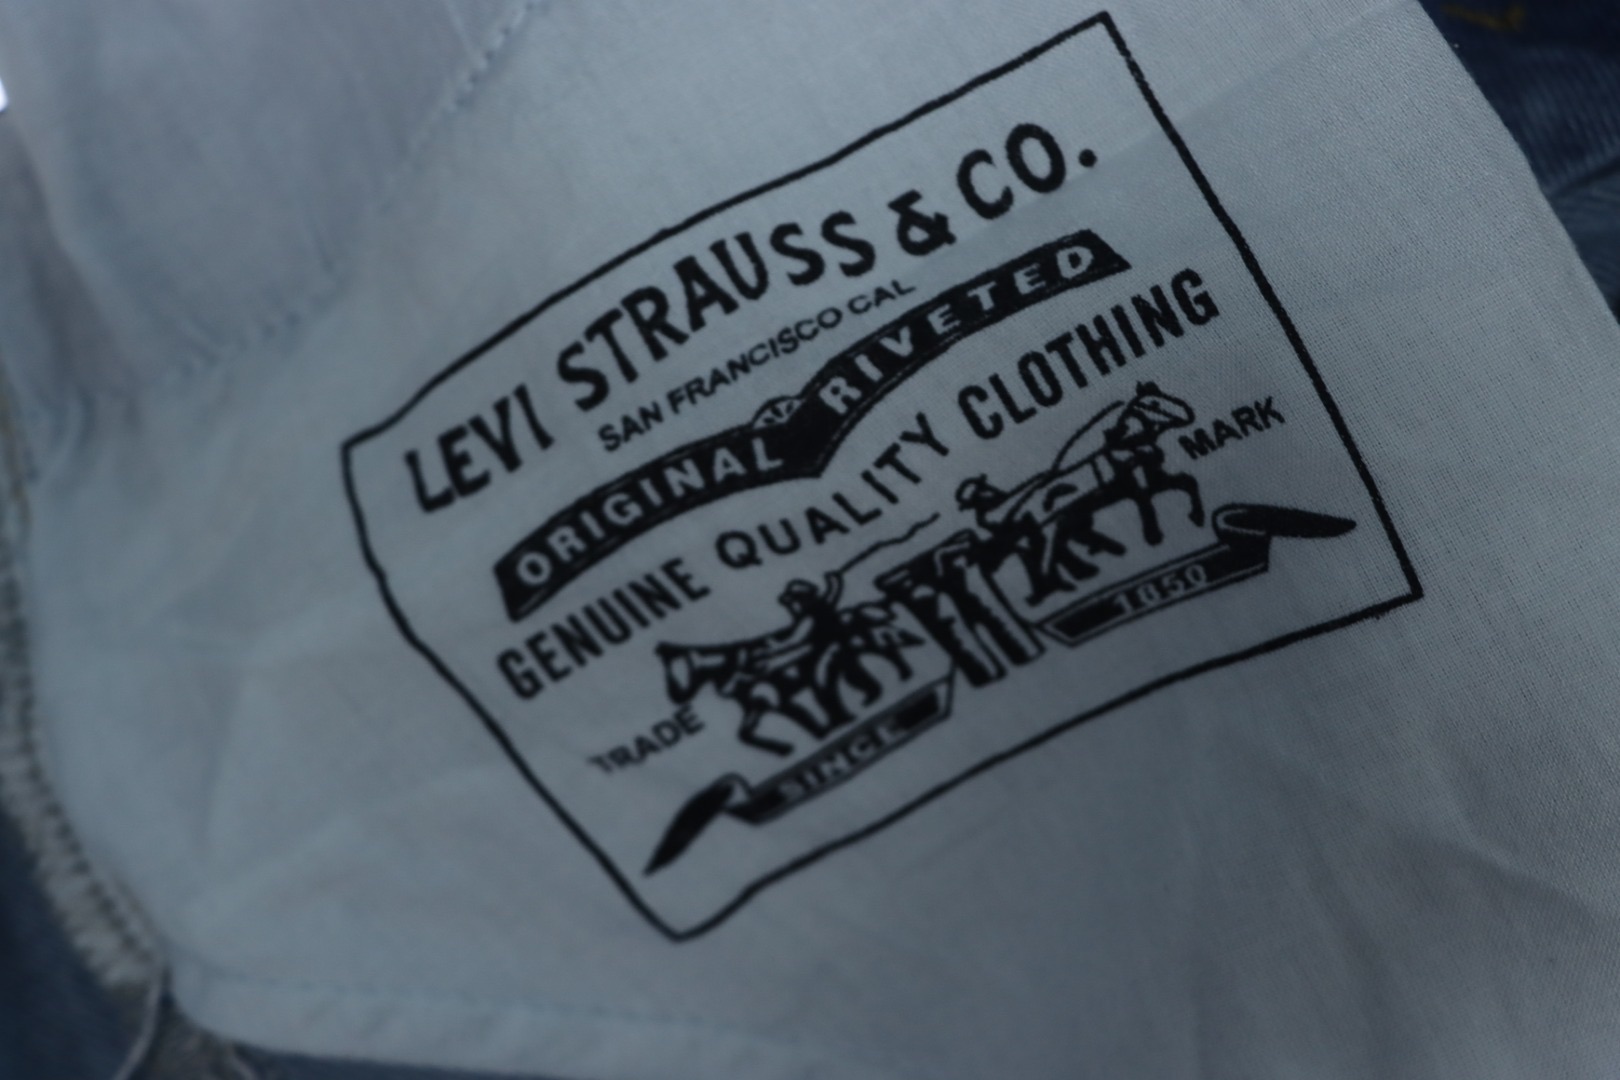 LEVI STRAUSS & CO.
SAN FRANCISCO CAL
ORIGINAL RIVETED
GENUINE QUALITY CLOTHING
TRADE MARK
SINCE 1850